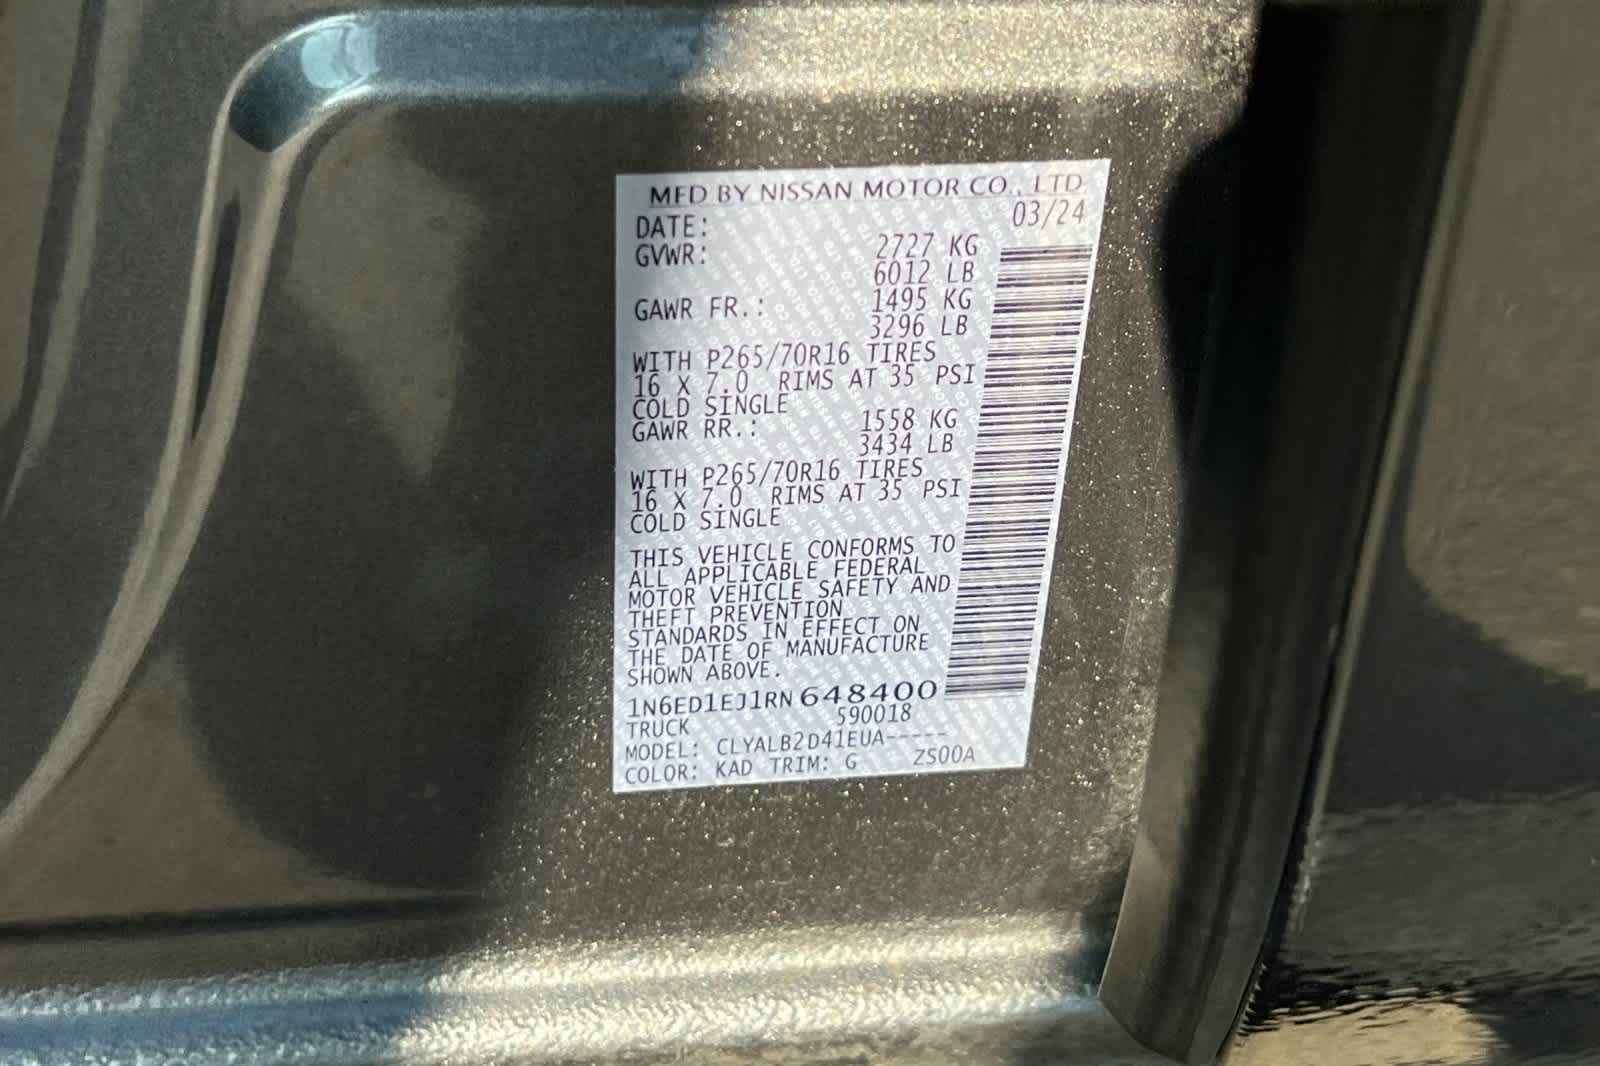 MFD BY NISSAN MOTOR CO., LTD
DATE: 03/24
GVWR: 2727 KG
6012 LB
GAWR FR.: 1495 KG
3296 LB
WITH P265/70R16 TIRES
16 X 7.0 RIMS AT 35 PSI
COLD SINGLE
GAWR RR.: 1558 KG
3434 LB
WITH P265/70R16 TIRES
16 X 7.0 RIMS AT 35 PSI
COLD SINGLE
THIS VEHICLE CONFORMS TO
ALL APPLICABLE FEDERAL
MOTOR VEHICLE SAFETY AND
THEFT PREVENTION
STANDARDS IN EFFECT ON
THE DATE OF MANUFACTURE
SHOWN ABOVE.
1N6ED1EJ1RN648400
TRUCK 590018
MODEL: CLYALB2D41EUA-----
COLOR: KAD TRIM: G ZS00A